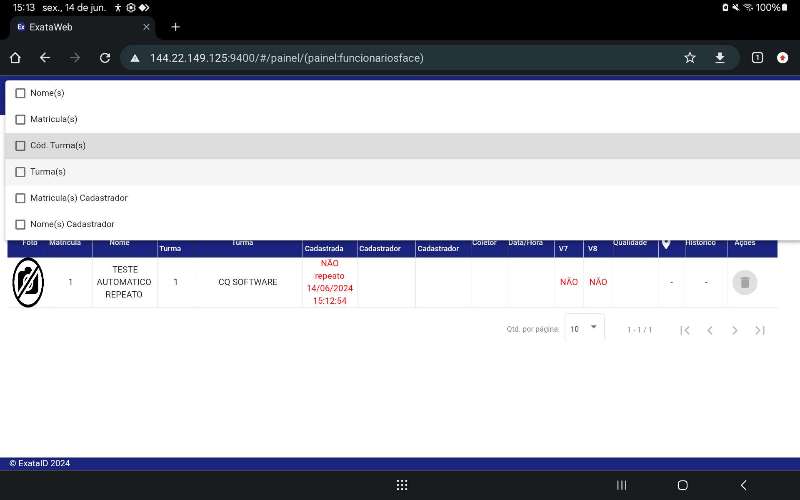 15:13 sex., 14 de jun. 100%
Ex ExataWeb
144.22.149.125:9400/#/painel/(painel:funcionariosface) 1
Nome(s)
Matricula(s)
Cód. Turma(s)
Turma(s)
Matricula(s) Cadastrador
Nome(s) Cadastrador
Foto Matrícula Nome Turma Turma Cadastrada Cadastrador Cadastrador Coletor Data/Hora V7 V8 Qualidade Histórico Ações
1 TESTE AUTOMATICO REPEATO 1 CQ SOFTWARE NÃO repeato 14/06/2024 15:12:54 NÃO NÃO - -
Qtd. por página: 10 1 - 1 / 1
© ExataID 2024